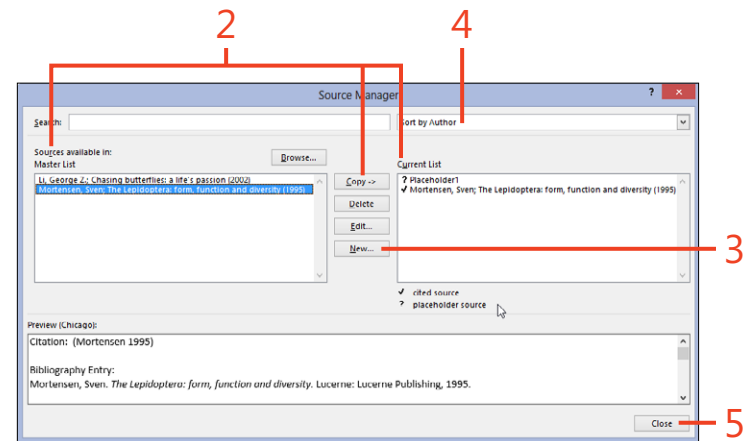 2 4
Source Manager ?
Search: Sort by Author
Sources available in:
Master List Browse... Current List
Li, George Z.; Chasing butterflies: a life's passion (2002)
Mortensen, Sven; The Lepidoptera: form, function and diversity (1995)
Copy ->
Delete
Edit...
New...
3
? Placeholder1
✓ Mortensen, Sven; The Lepidoptera: form, function and diversity (1995)
✓ cited source
? placeholder source
Preview (Chicago):
Citation: (Mortensen 1995)
Bibliography Entry:
Mortensen, Sven. The Lepidoptera: form, function and diversity. Lucerne: Lucerne Publishing, 1995.
Close 5